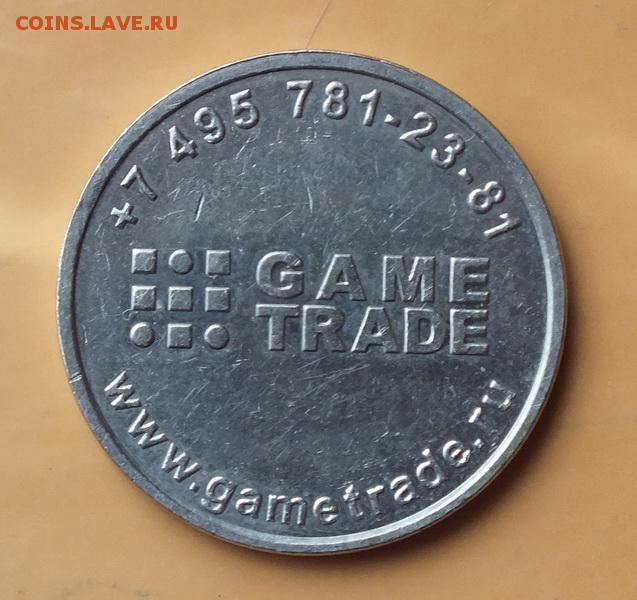 COINS.LAVE.RU
+7 495 781-23-81
GAME
TRADE
www.gametrade.ru